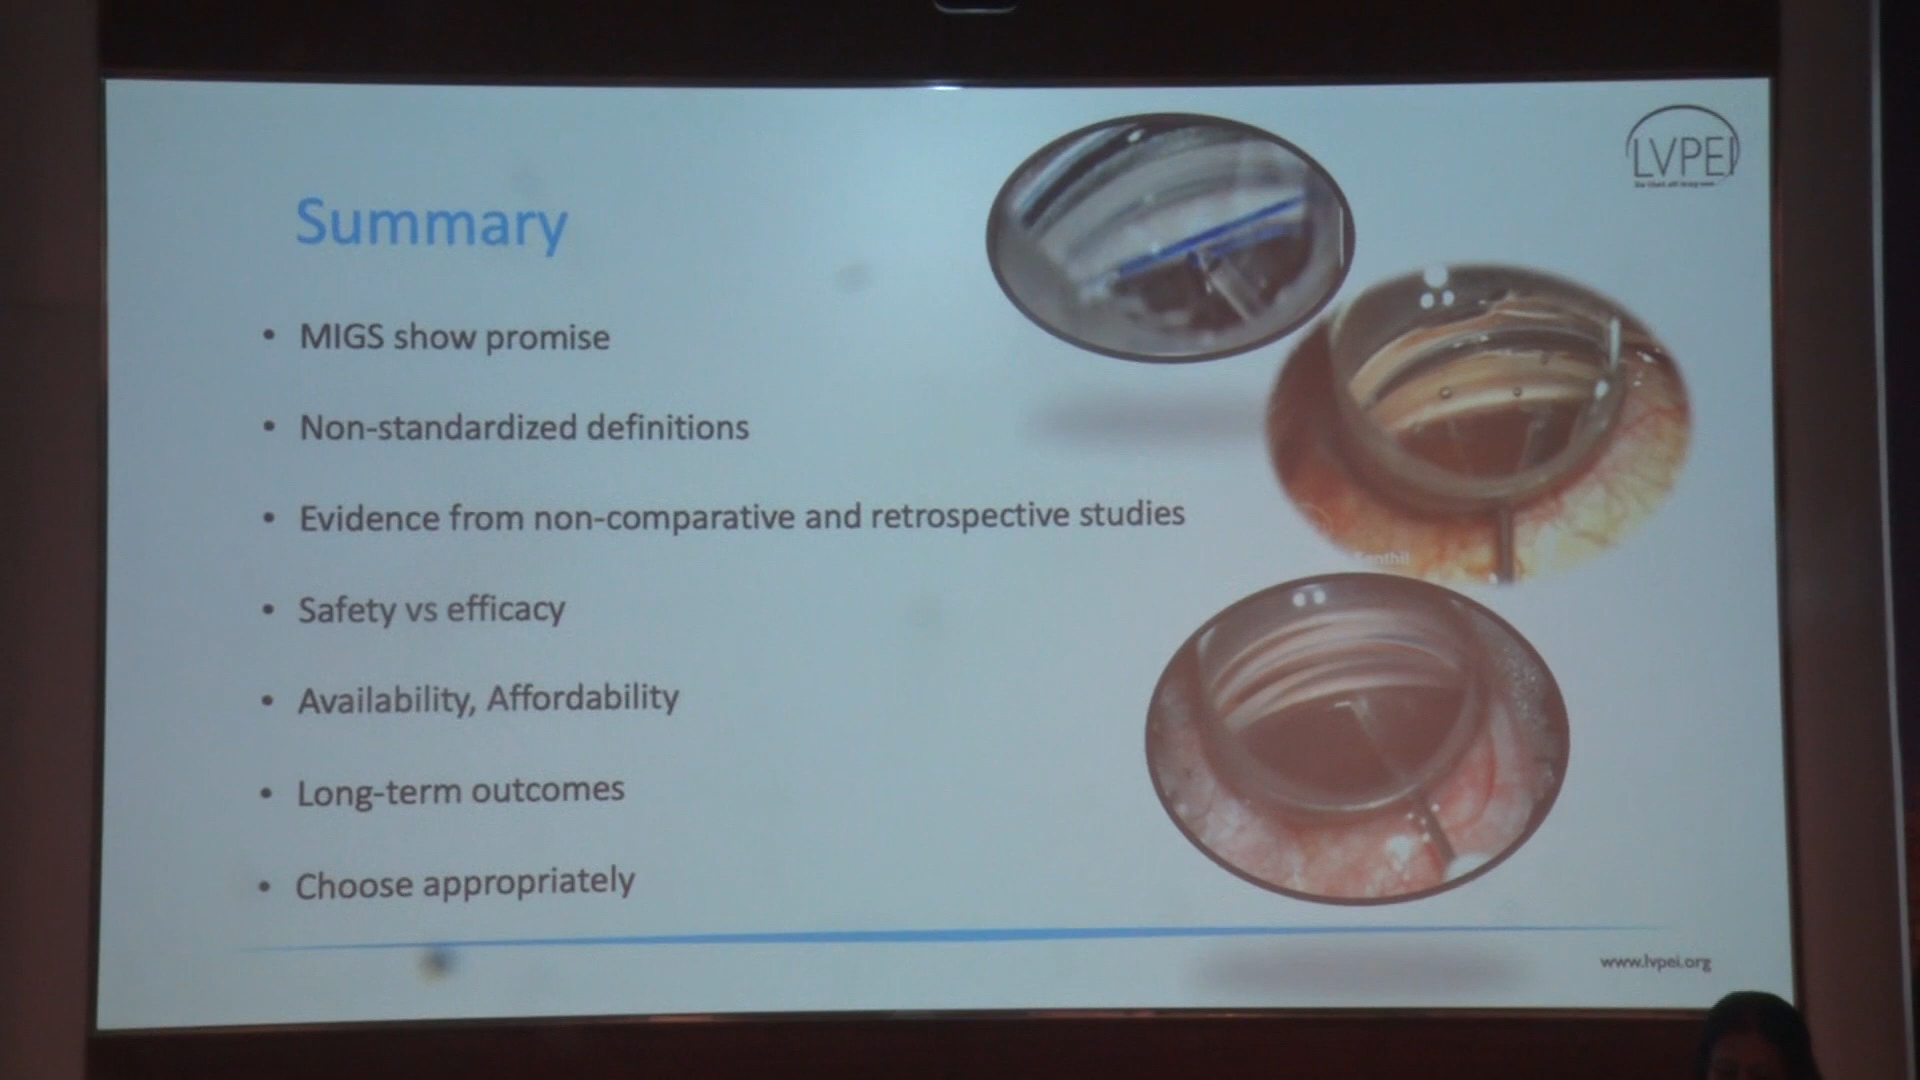 LVPEI
Summary
• MIGS show promise
• Non-standardized definitions
• Evidence from non-comparative and retrospective studies
• Safety vs efficacy
• Availability, Affordability
• Long-term outcomes
• Choose appropriately
www.lvpei.org